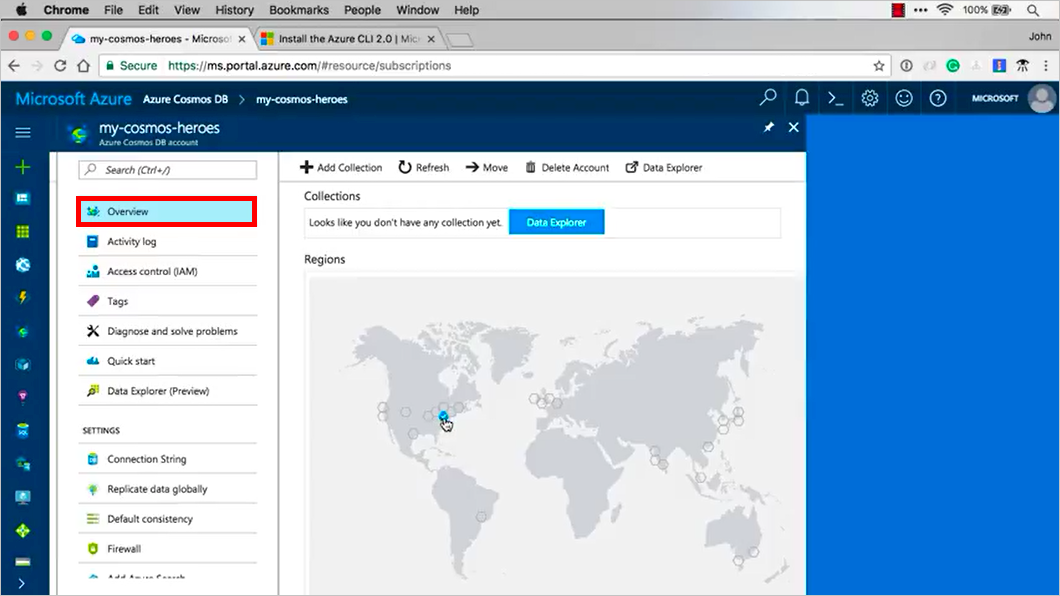 Chrome File Edit View History Bookmarks People Window Help 100%
my-cosmos-heroes - Microsof
Install the Azure CLI 2.0 | Mic
John
Secure https://ms.portal.azure.com/#resource/subscriptions
Microsoft Azure Azure Cosmos DB > my-cosmos-heroes
MICROSOFT
my-cosmos-heroes
Azure Cosmos DB account
Search (Ctrl+/)
Add Collection Refresh Move Delete Account Data Explorer
Overview
Activity log
Access control (IAM)
Tags
Diagnose and solve problems
Quick start
Data Explorer (Preview)
SETTINGS
Connection String
Replicate data globally
Default consistency
Firewall
Add Azure Search
Collections
Looks like you don't have any collection yet. Data Explorer
Regions